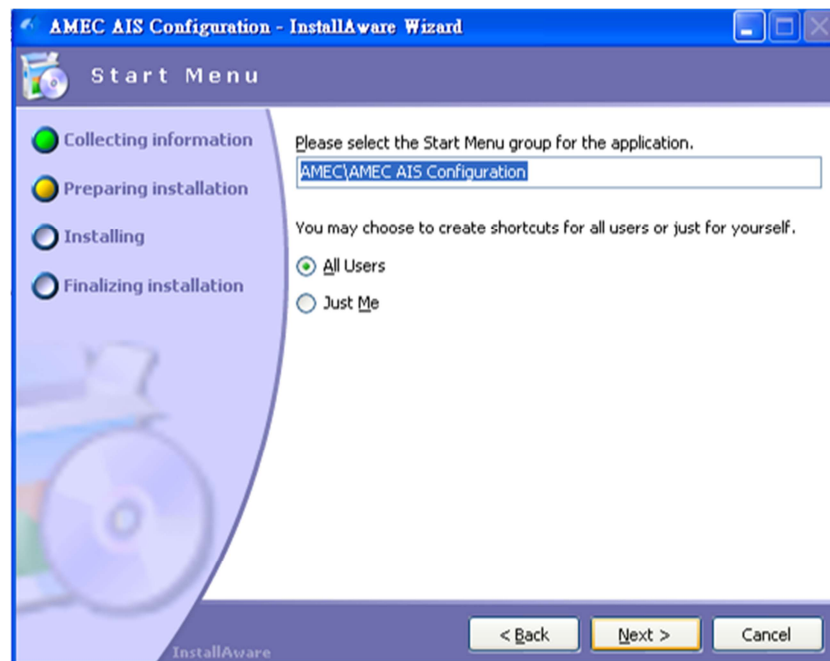 AMEC AIS Configuration - InstallAware Wizard
Start Menu
Collecting information
Preparing installation
Installing
Finalizing installation
Please select the Start Menu group for the application.
AMEC\AMEC AIS Configuration
You may choose to create shortcuts for all users or just for yourself.
All Users
Just Me
InstallAware
< Back
Next >
Cancel